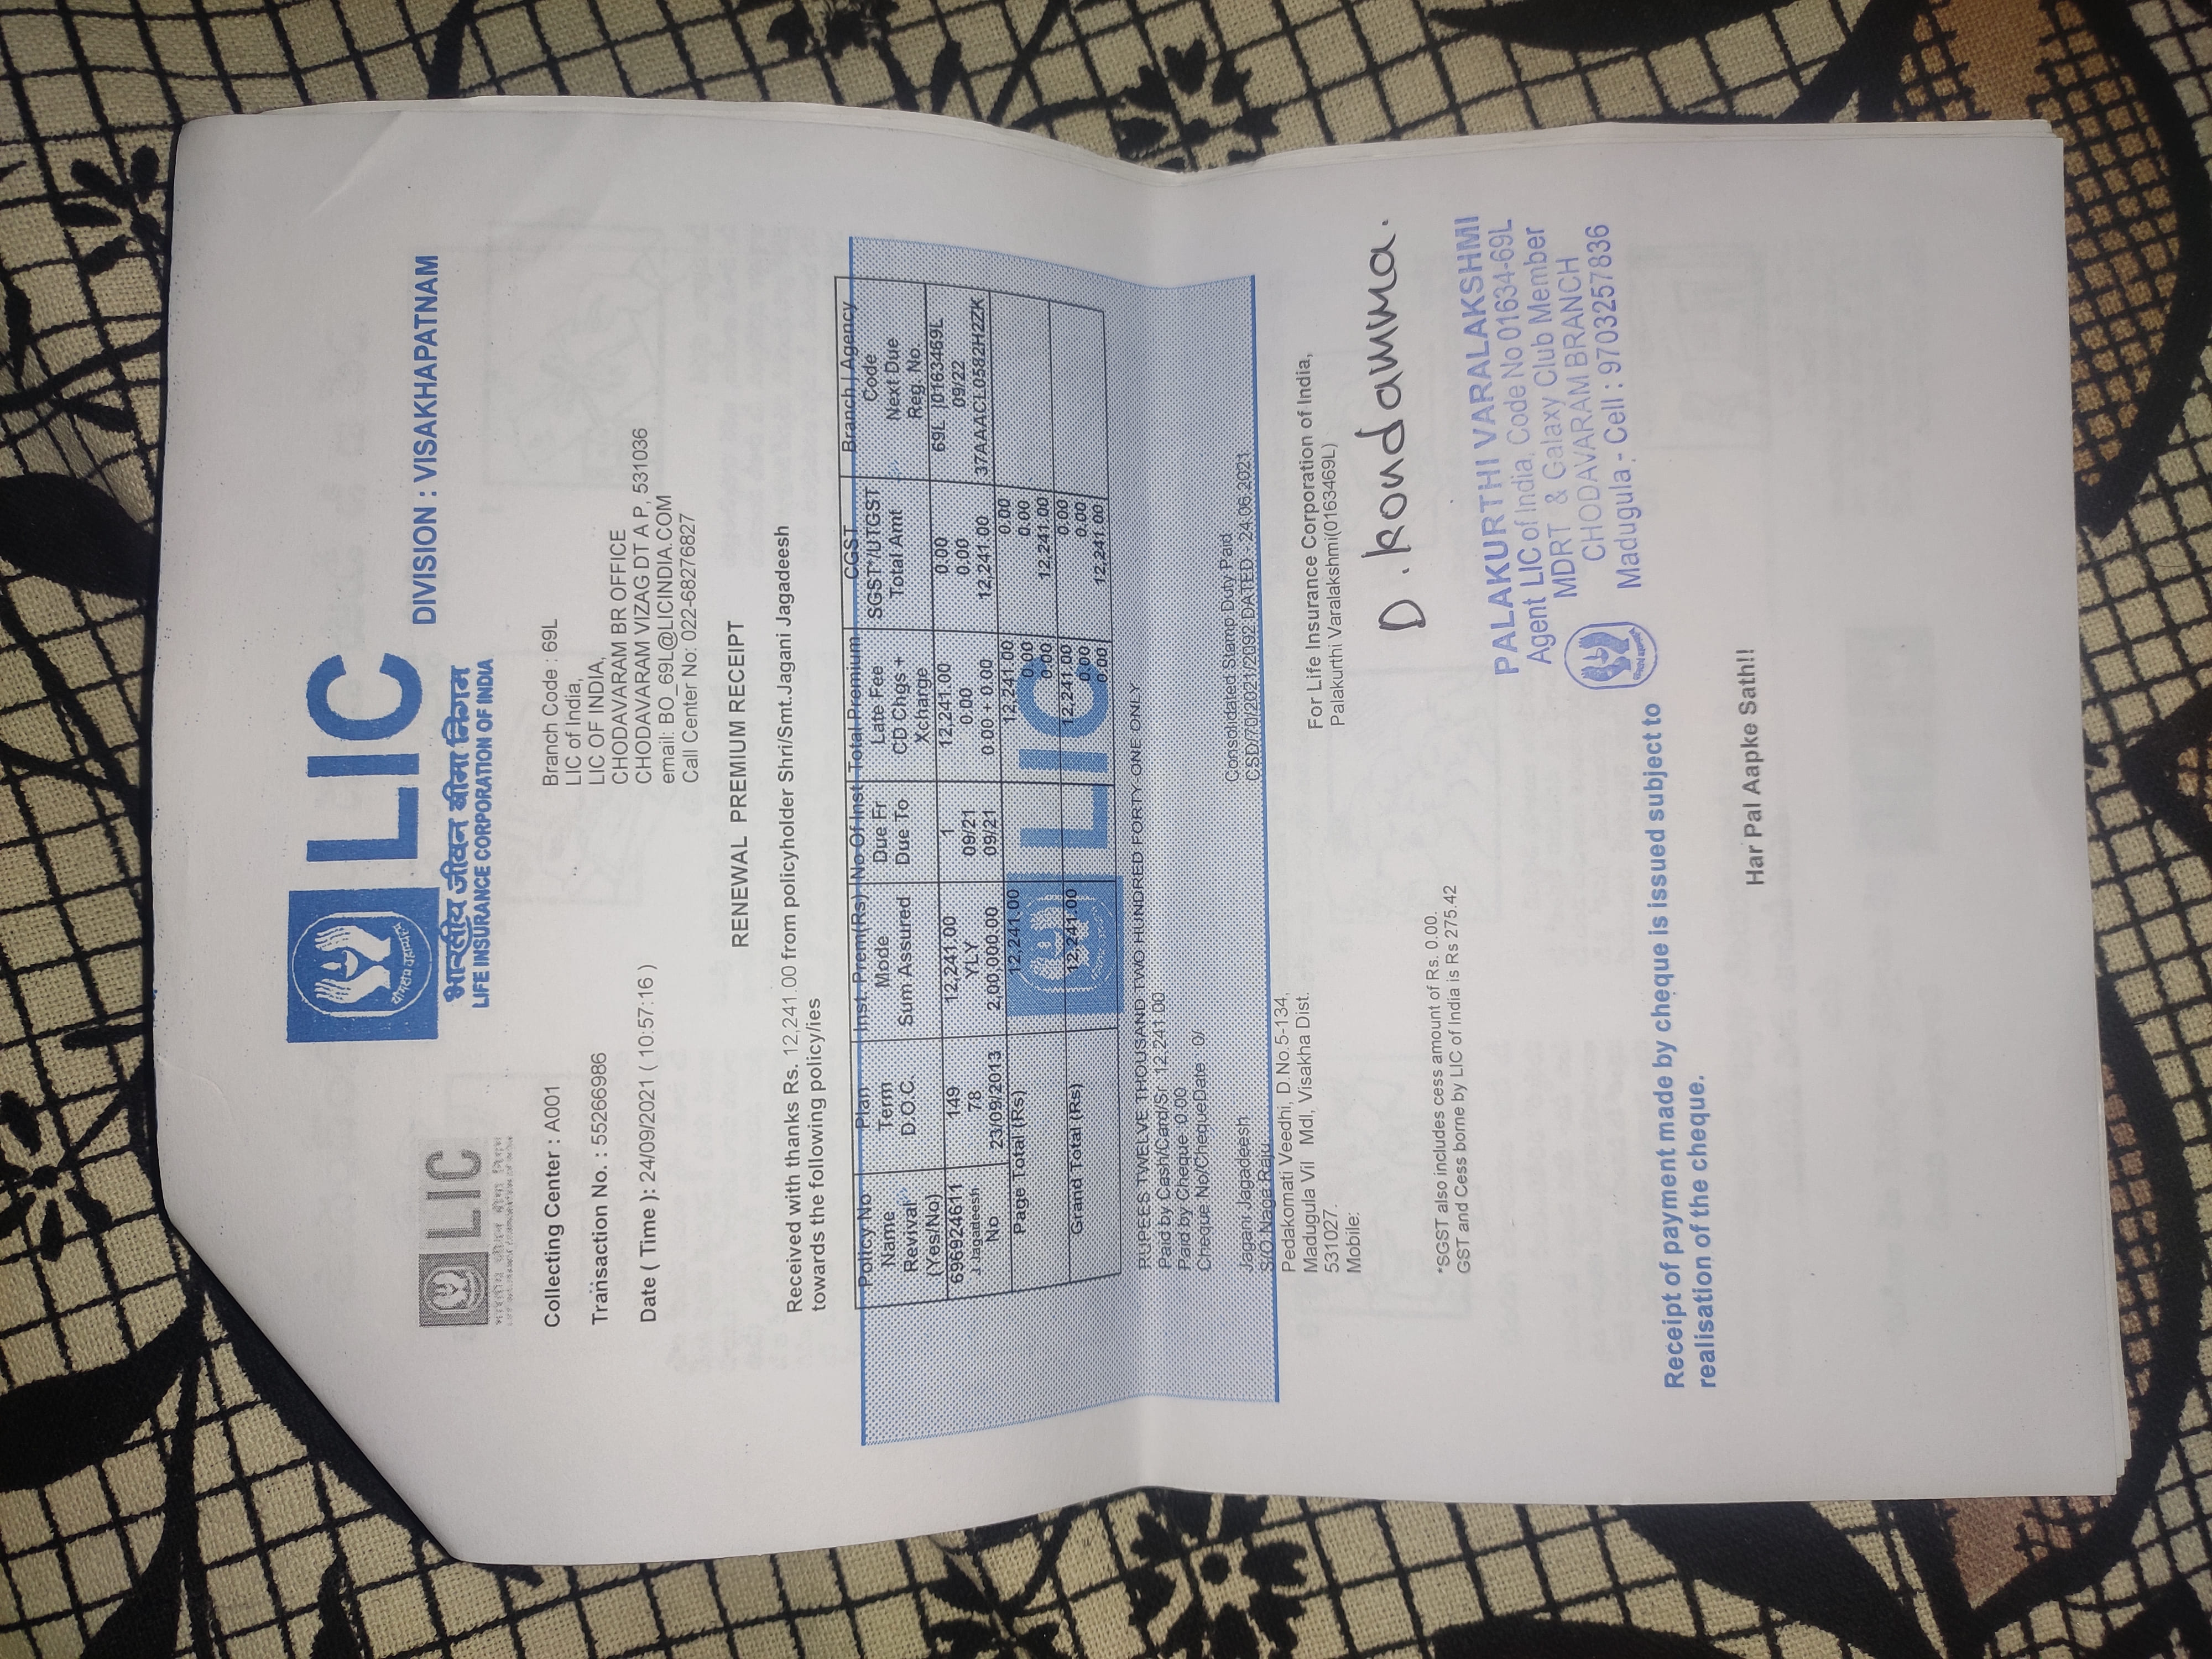 LIC
DIVISION : VISAKHAPATNAM
भारतीय जीवन बीमा निगम
LIFE INSURANCE CORPORATION OF INDIA
LIC
भारतीय जीवन बीमा निगम
LIFE INSURANCE CORPORATION OF INDIA
Collecting Center : A001
Transaction No. : 55266986
Date ( Time ): 24/09/2021 ( 10:57:16 )
Branch Code : 69L
LIC of India,
LIC OF INDIA,
CHODAVARAM BR OFFICE
CHODAVARAM VIZAG DT A P, 531036
email: BO_69L@LICINDIA.COM
Call Center No: 022-68276827
RENEWAL PREMIUM RECEIPT
Received with thanks Rs. 12,241.00 from policyholder Shri/Smt.Jagani Jagadeesh
towards the following policy/ies
Policy No Plan Inst. Prem(Rs) No Of Inst Total Premium CGST Branch | Agency
Name Term Mode Due Fr Late Fee SGST*/UTGST Code
Revival D.O.C. Sum Assured Due To CD Chgs + Total Amt Next Due
(Yes/No) Xcharge Reg. No.
696924611 149 12,241.00 1 12,241.00 0.00 69L |0163469L
J Jagadeesh 78 YLY 09/21 0.00 0.00 09/22
No 23/09/2013 2,00,000.00 09/21 0.00 + 0.00 12,241.00 37AAACL0582H2ZK
Page Total (Rs) 12,241.00 12,241.00 0.00
0.00 0.00
0.00 12,241.00
Grand Total (Rs) 12,241.00 12,241.00 0.00
0.00 0.00
0.00 12,241.00
LIC
RUPEES TWELVE THOUSAND TWO HUNDRED FORTY-ONE ONLY
Paid by Cash/Card/Sr :12,241.00
Paid by Cheque :0.00
Cheque No/ChequeDate : 0/
Consolidated Stamp Duty Paid
CSD/70/2021/2092 DATED : 24.06.2021
Jagani Jagadeesh
S/O Naga Raju,
Pedakomati Veedhi, D.No.5-134,
Madugula Vil Mdl, Visakha Dist.
531027.
Mobile:
For Life Insurance Corporation of India,
Palakurthi Varalakshmi(0163469L)
D. Kondamma.
*SGST also includes cess amount of Rs. 0.00.
GST and Cess borne by LIC of India is Rs 275.42
PALAKURTHI VARALAKSHMI
Agent LIC of India, Code No 01634-69L
MDRT & Galaxy Club Member
CHODAVARAM BRANCH
Madugula - Cell : 9703257836
Receipt of payment made by cheque is issued subject to
realisation of the cheque.
Har Pal Aapke Sath!!